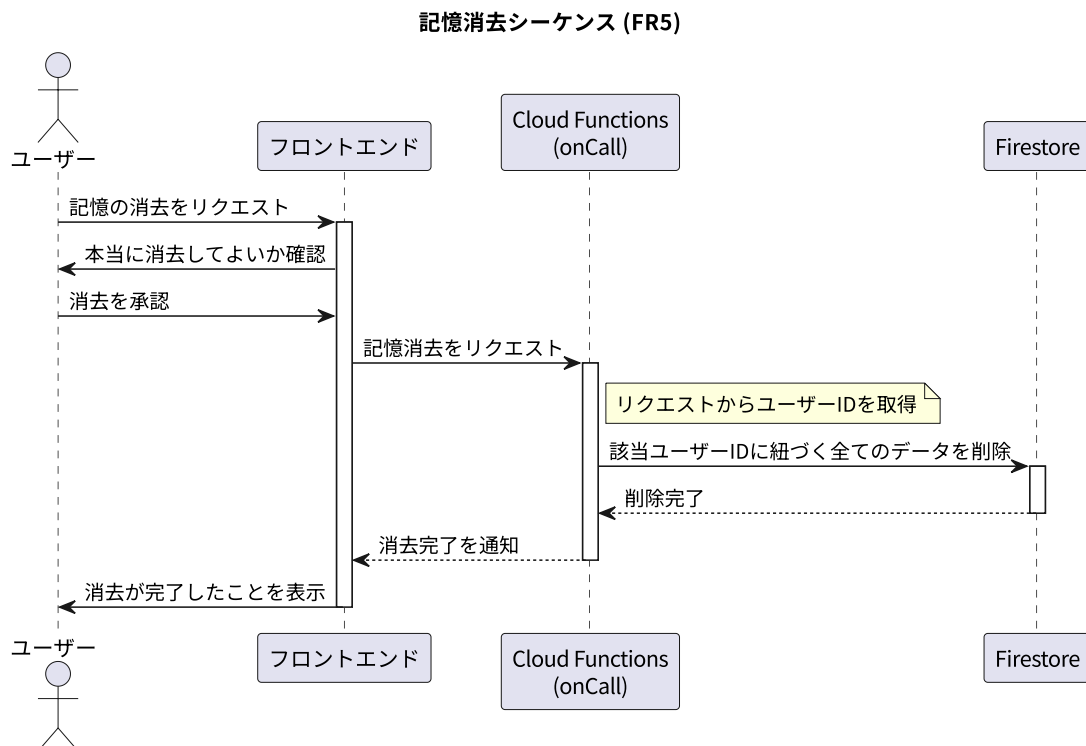 記憶消去シーケンス (FR5)
ユーザー
フロントエンド
Cloud Functions
(onCall)
Firestore
記憶の消去をリクエスト
本当に消去してよいか確認
消去を承認
記憶消去をリクエスト
リクエストからユーザーIDを取得
該当ユーザーIDに紐づく全てのデータを削除
削除完了
消去完了を通知
消去が完了したことを表示
ユーザー
フロントエンド
Cloud Functions
(onCall)
Firestore